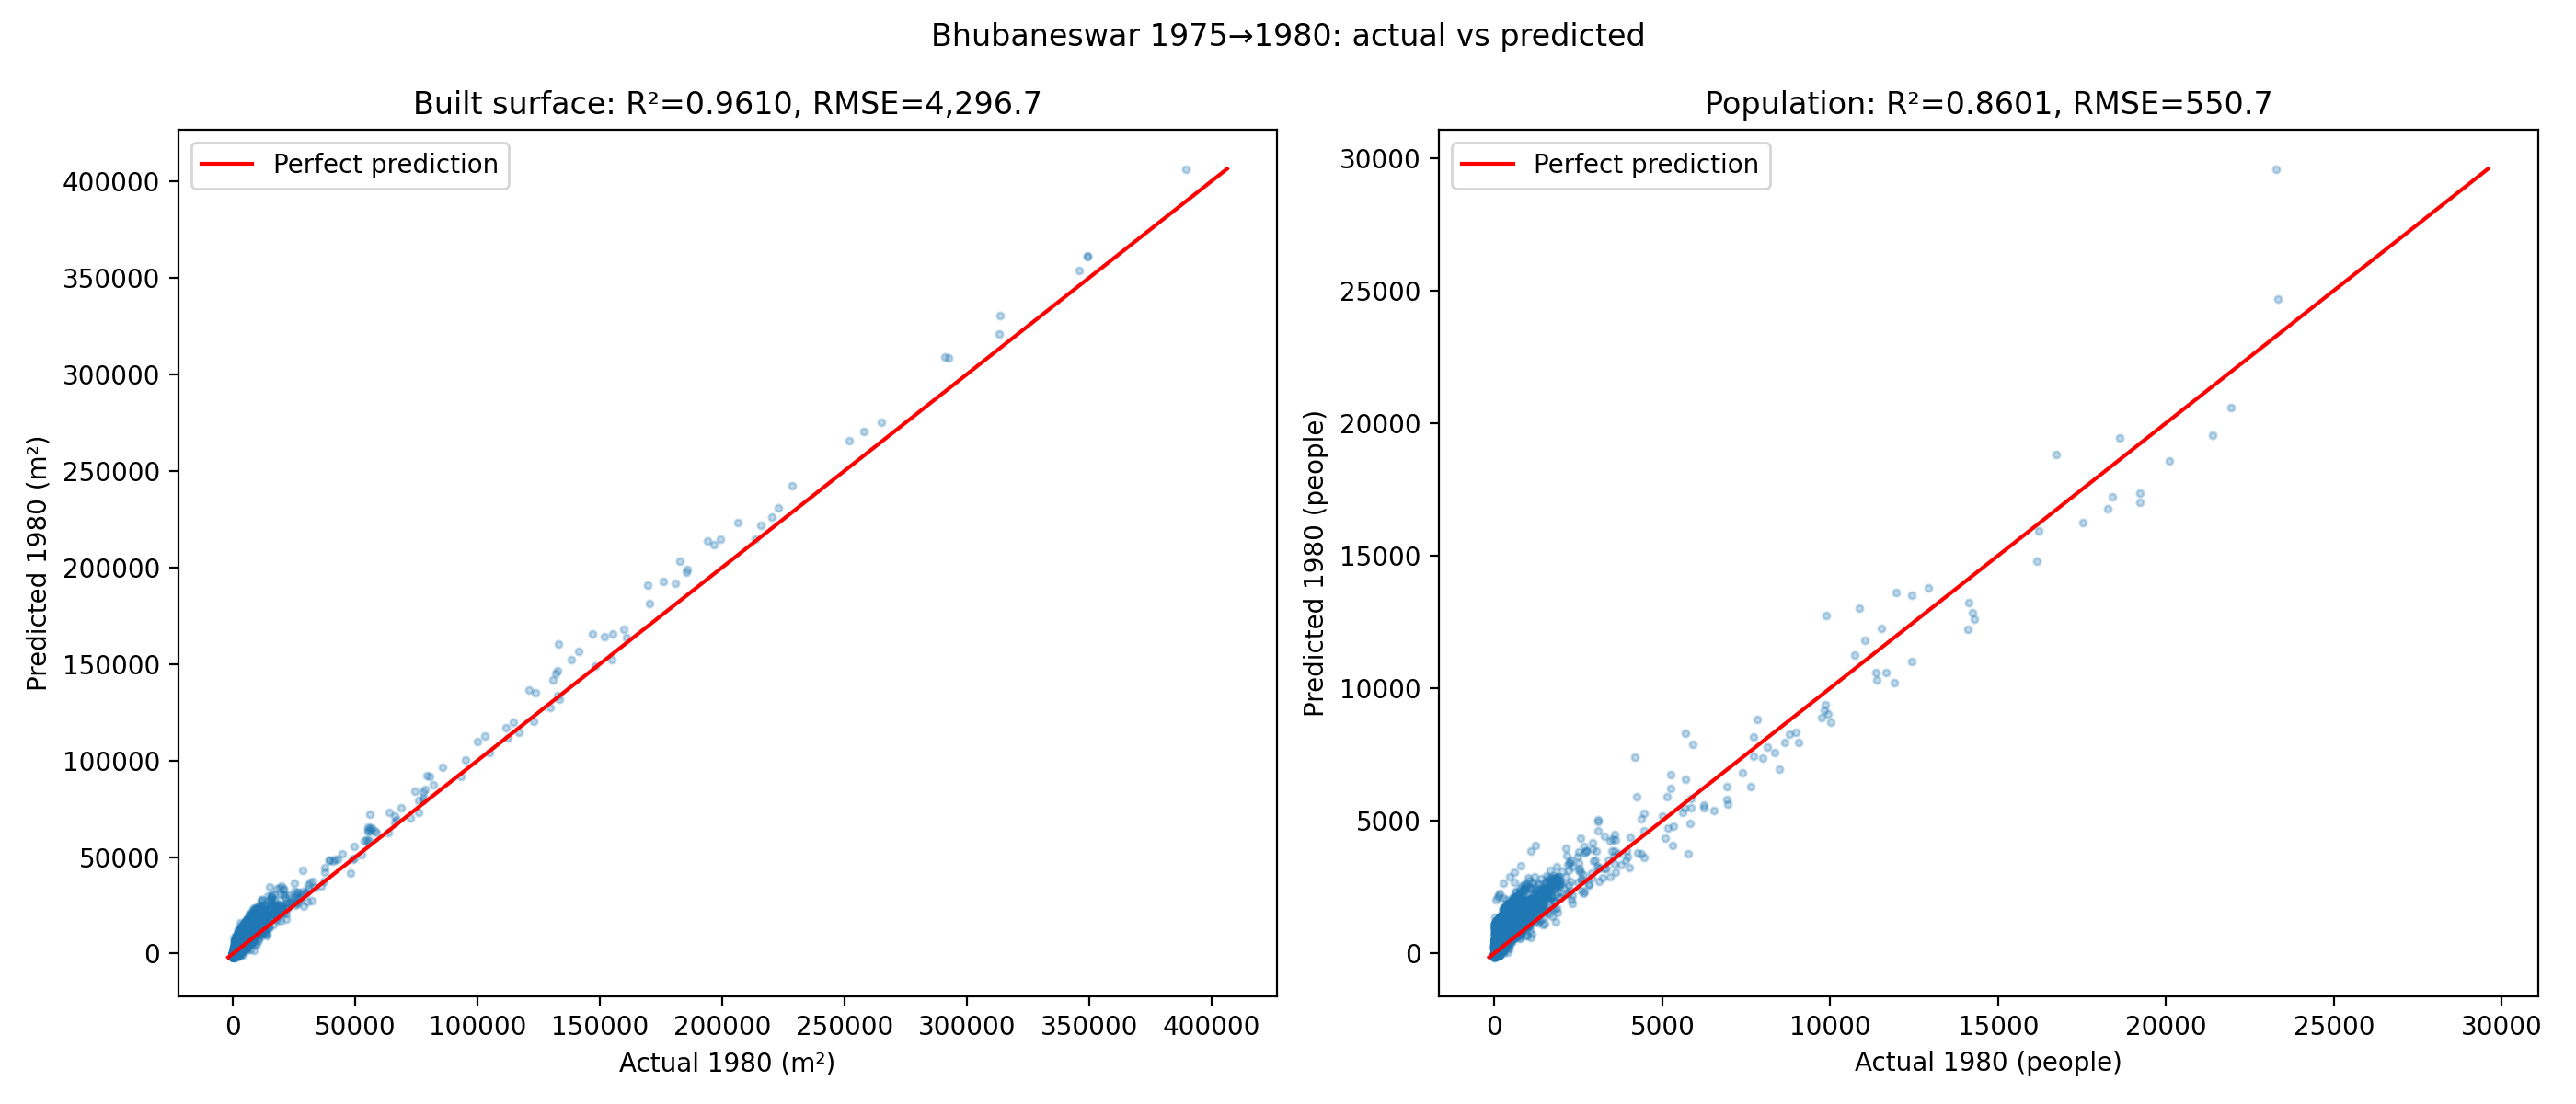 Bhubaneswar 1975→1980: actual vs predicted
Built surface: R²=0.9610, RMSE=4,296.7
Perfect prediction
400000
350000
300000
250000
200000
150000
100000
50000
0
Predicted 1980 (m²)
0 50000 100000 150000 200000 250000 300000 350000 400000
Actual 1980 (m²)
Population: R²=0.8601, RMSE=550.7
Perfect prediction
30000
25000
20000
15000
10000
5000
0
Predicted 1980 (people)
0 5000 10000 15000 20000 25000 30000
Actual 1980 (people)